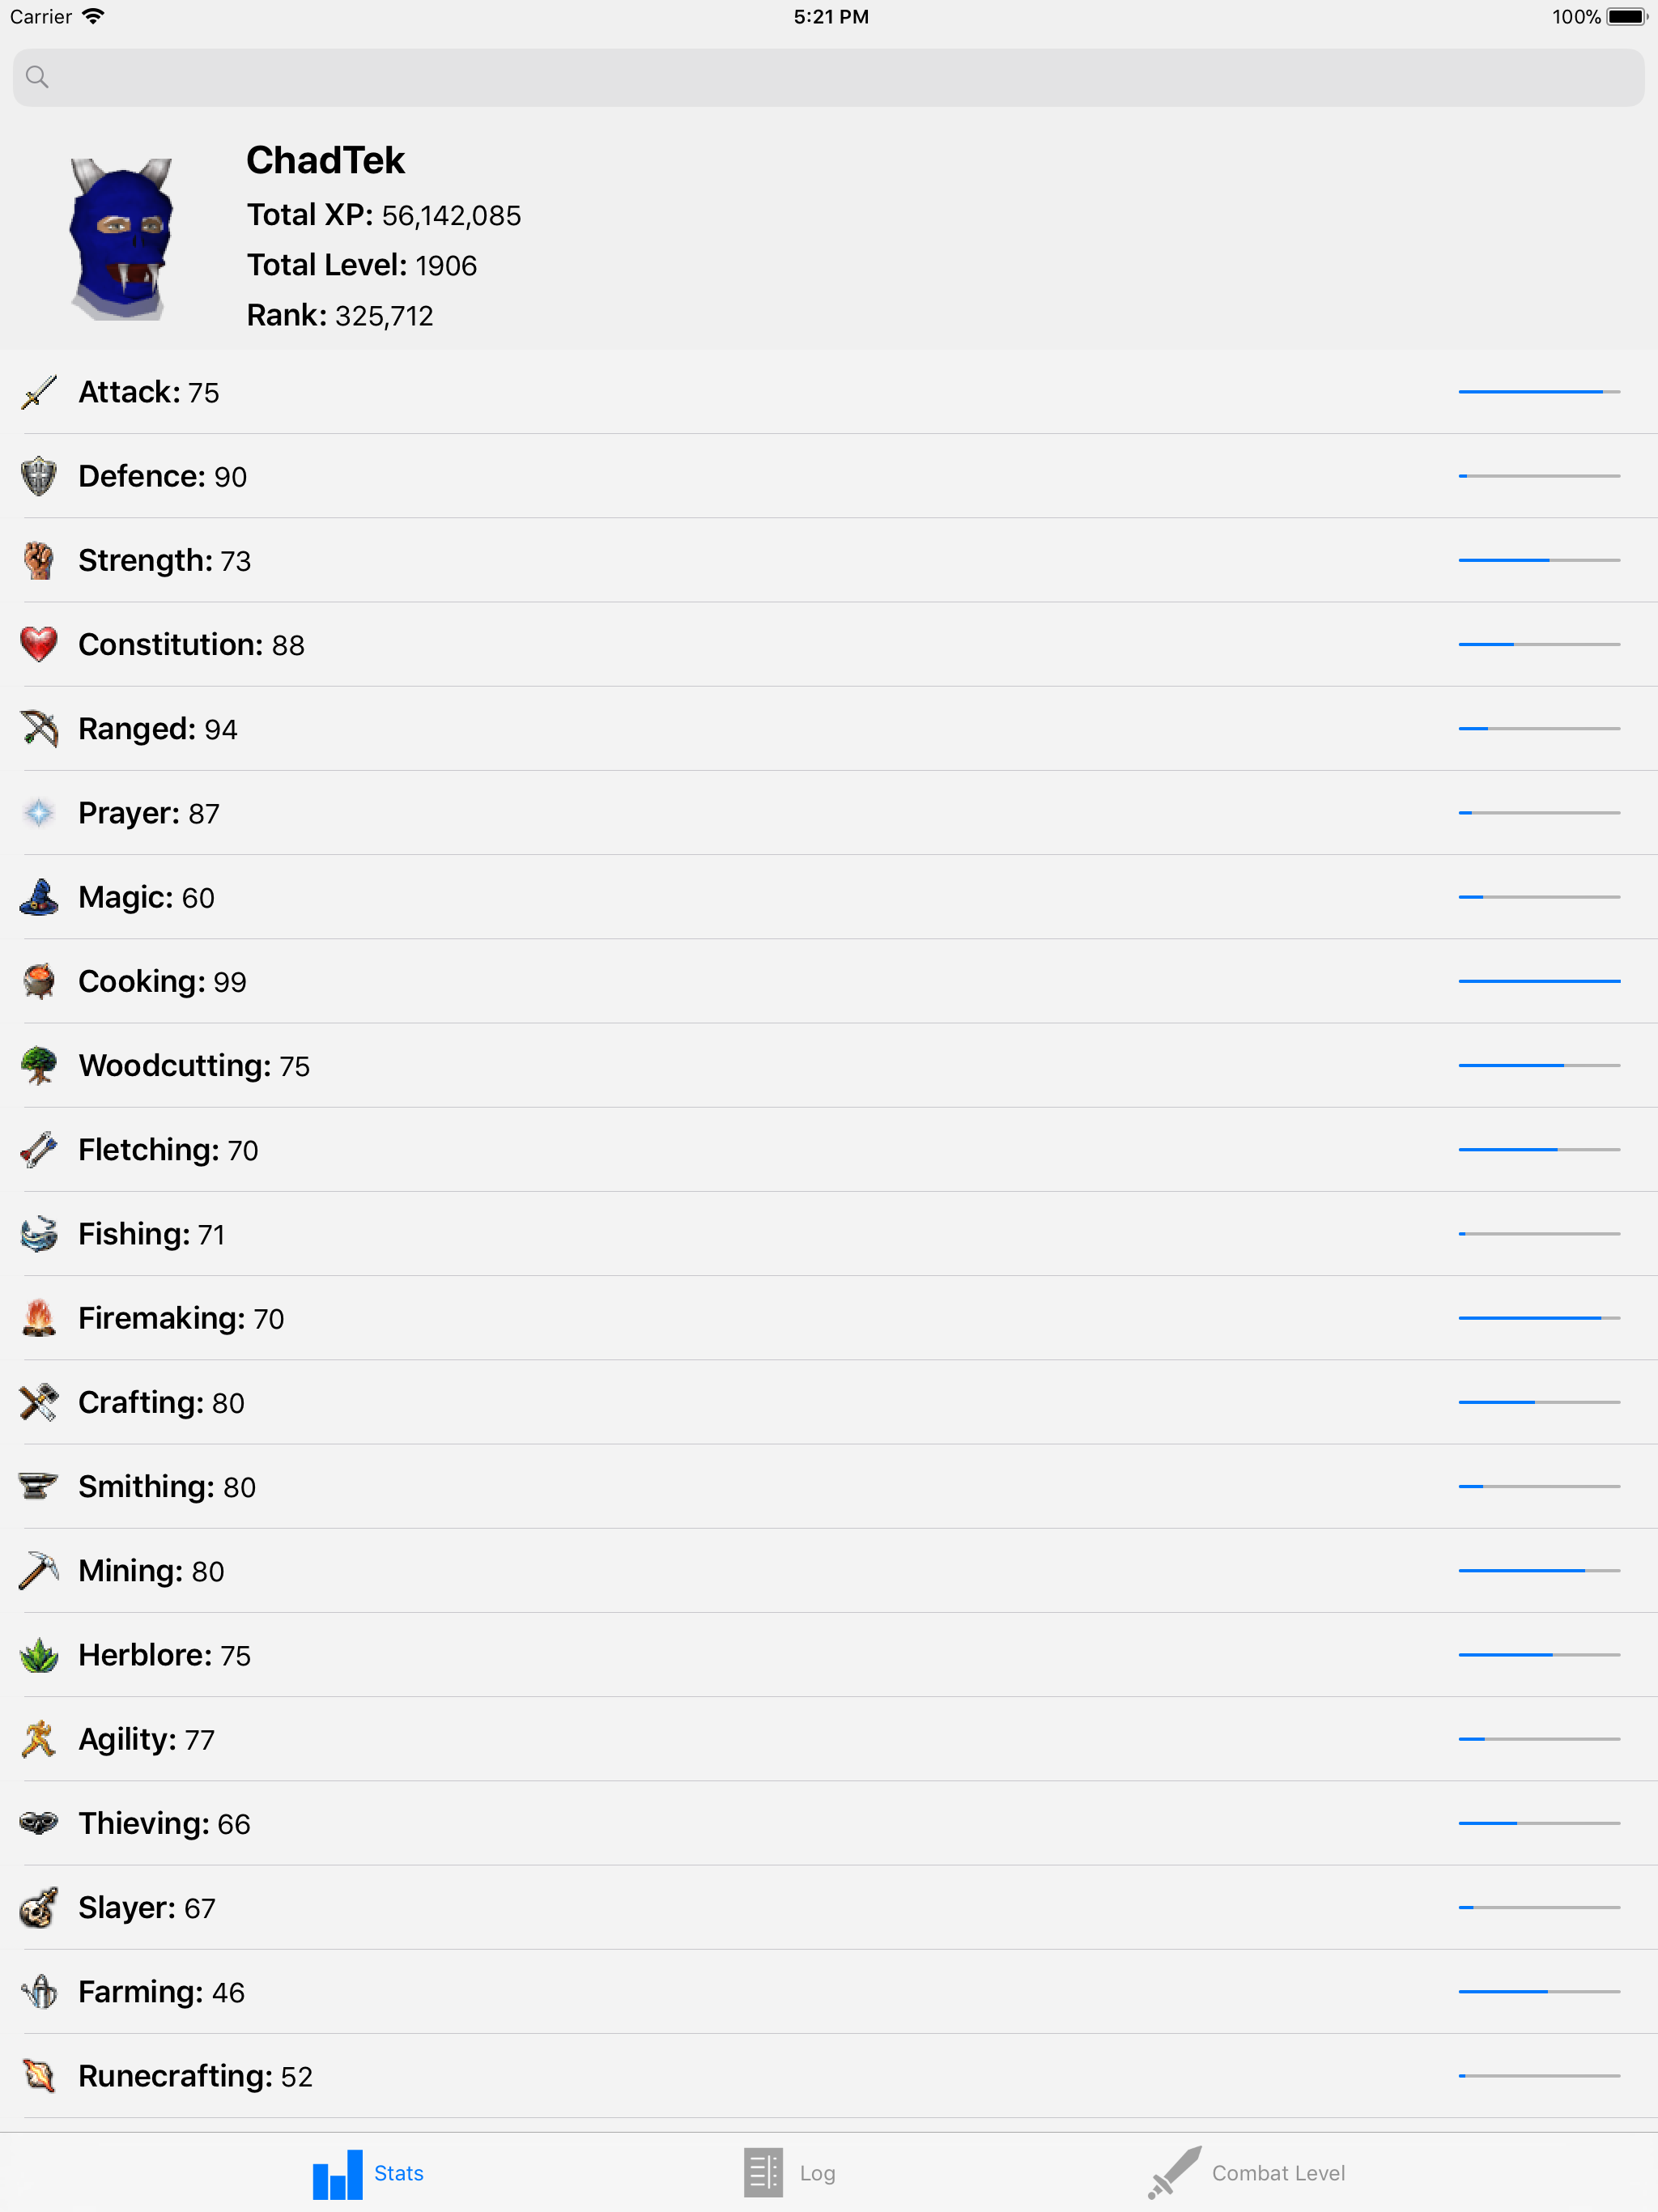 Carrier 5:21 PM 100%
ChadTek
Total XP: 56,142,085
Total Level: 1906
Rank: 325,712
Attack: 75
Defence: 90
Strength: 73
Constitution: 88
Ranged: 94
Prayer: 87
Magic: 60
Cooking: 99
Woodcutting: 75
Fletching: 70
Fishing: 71
Firemaking: 70
Crafting: 80
Smithing: 80
Mining: 80
Herblore: 75
Agility: 77
Thieving: 66
Slayer: 67
Farming: 46
Runecrafting: 52
Stats Log Combat Level